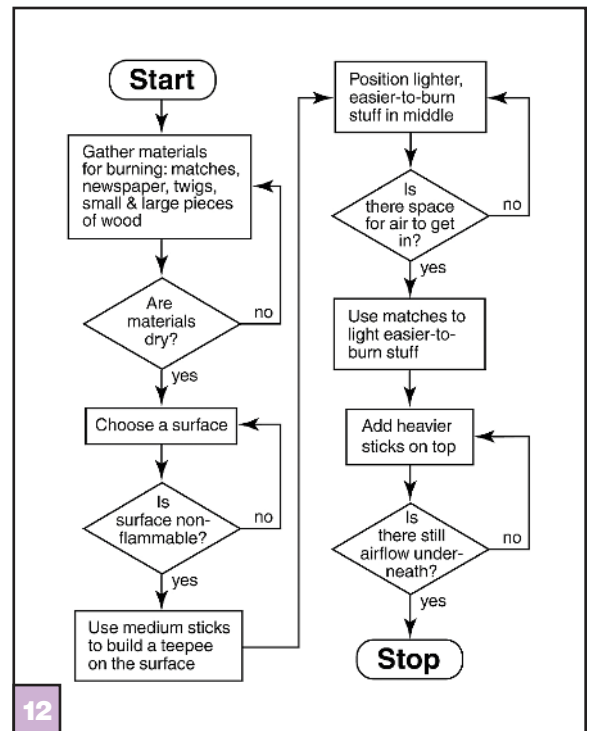 Start
Gather materials
for burning: matches,
newspaper, twigs,
small & large pieces
of wood
Are
materials
dry?
no
yes
Choose a surface
Is
surface non-
flammable?
no
yes
Use medium sticks
to build a teepee
on the surface
Position lighter,
easier-to-burn
stuff in middle
Is
there space
for air to get
in?
no
yes
Use matches to
light easier-to-
burn stuff
Add heavier
sticks on top
Is
there still
airflow under-
neath?
no
yes
Stop
12